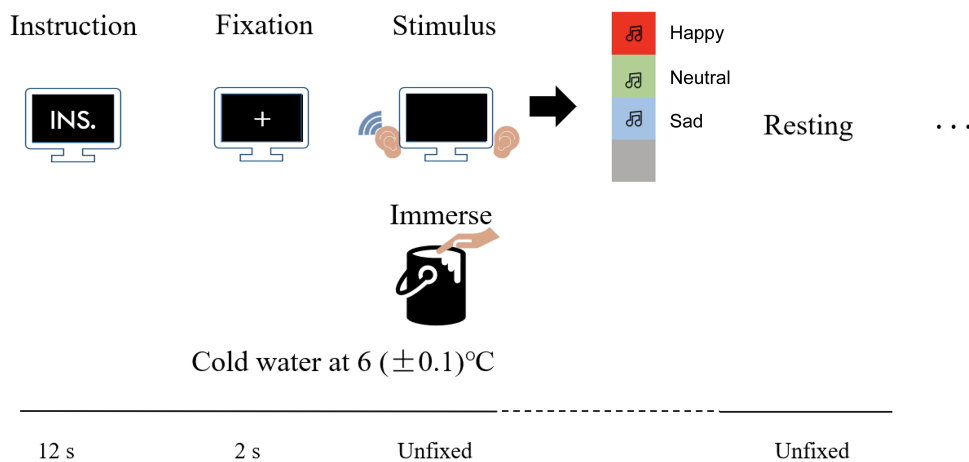 Instruction
Fixation
Stimulus
INS.
+
Happy
Neutral
Sad
Resting
...
Immerse
Cold water at 6 (±0.1)°C
12 s
2 s
Unfixed
Unfixed